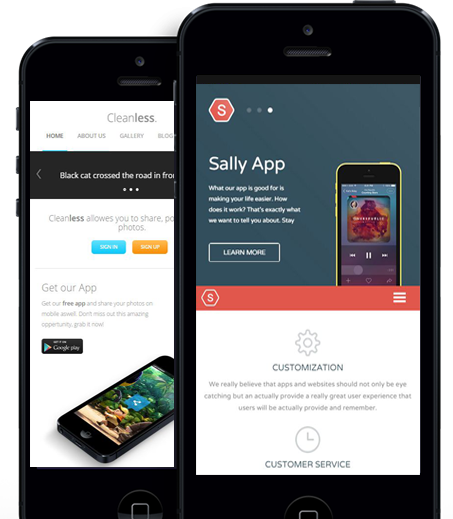 Cleanless.
HOME ABOUT US GALLERY BLOG
Black cat crossed the road in fron
Cleanless allows you to share, po
photos.
SIGN IN SIGN UP
Get our App
Get our free app and share your photos on
mobile aswell. Don't miss out this amazing
oppertunity, grab it now!
GET IT ON
Google play
S
Sally App
What our app is good for is
making your life easier. How
does it work? That's exactly what
we want to tell you about. Stay
LEARN MORE
S
CUSTOMIZATION
We really believe that apps and websites should not only be eye
catching but an actually provide a really great user experience that
users will be actually provide and remember.
CUSTOMER SERVICE